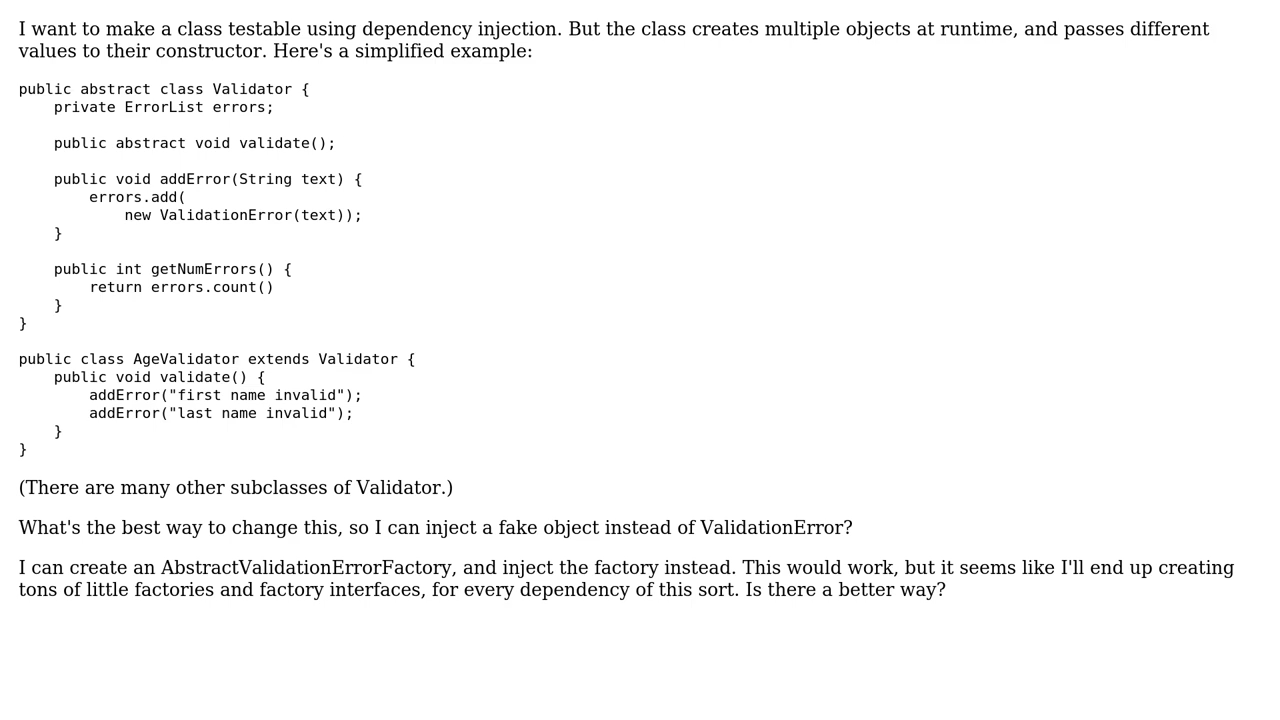 I want to make a class testable using dependency injection. But the class creates multiple objects at runtime, and passes different
values to their constructor. Here's a simplified example:
public abstract class Validator {
    private ErrorList errors;

    public abstract void validate();

    public void addError(String text) {
        errors.add(
            new ValidationError(text));
    }

    public int getNumErrors() {
        return errors.count()
    }
}

public class AgeValidator extends Validator {
    public void validate() {
        addError("first name invalid");
        addError("last name invalid");
    }
}
(There are many other subclasses of Validator.)
What's the best way to change this, so I can inject a fake object instead of ValidationError?
I can create an AbstractValidationErrorFactory, and inject the factory instead. This would work, but it seems like I'll end up creating
tons of little factories and factory interfaces, for every dependency of this sort. Is there a better way?